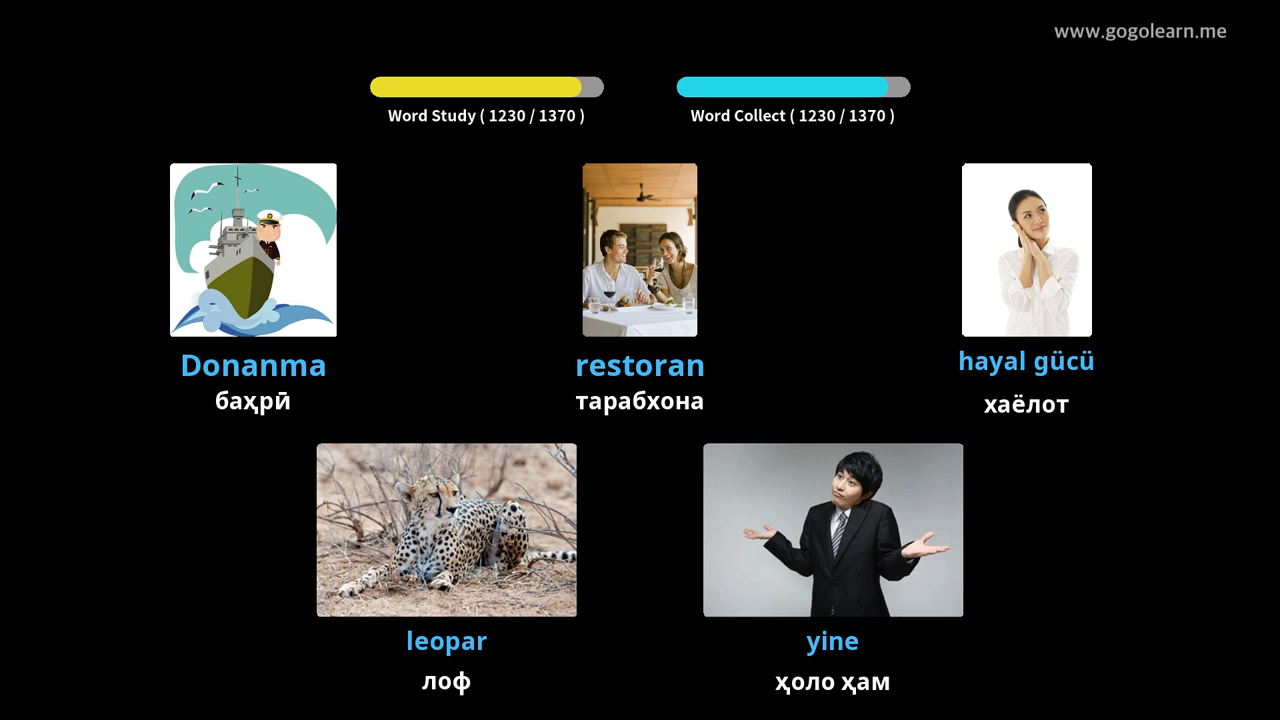 www.gogolearn.me
Word Study ( 1230 / 1370 )
Word Collect ( 1230 / 1370 )
Donanma
баҳрӣ
restoran
тарабхона
hayal gücü
хаёлот
leopar
лоф
yine
ҳоло ҳам